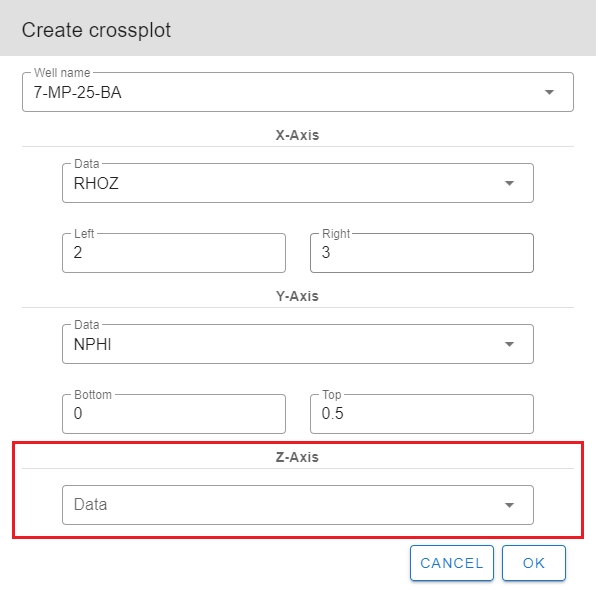 Create crossplot
Well name
7-MP-25-BA
X-Axis
Data
RHOZ
Left Right
2 3
Y-Axis
Data
NPHI
Bottom Top
0 0.5
Z-Axis
Data
CANCEL OK